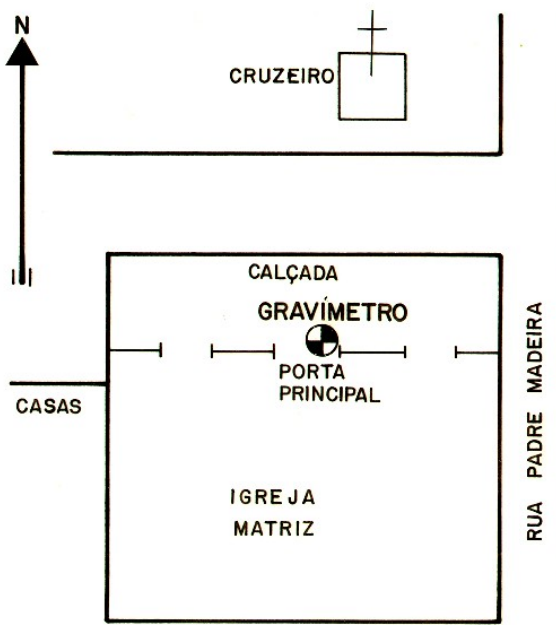 N
CRUZEIRO
CALÇADA
GRAVÍMETRO
PORTA
PRINCIPAL
CASAS
IGREJA
MATRIZ
RUA PADRE MADEIRA